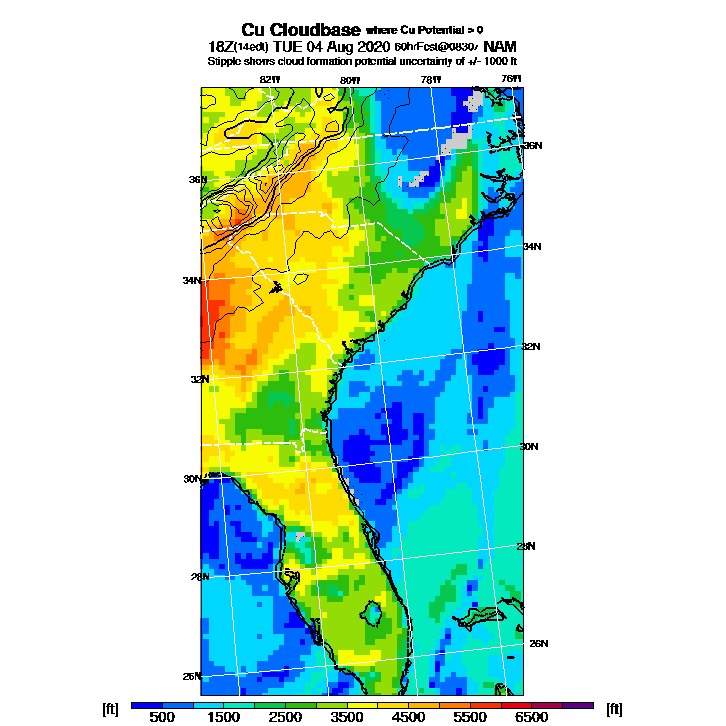 Cu Cloudbase where Cu Potential > 0
18Z(14edt) TUE 04 Aug 2020 60hrFcst@0830z NAM
Stipple shows cloud formation potential uncertainty of +/- 1000 ft
82W 80W 78W 76W
36N 36N
34N 34N
32N 32N
30N 30N
28N 28N
26N 26N
[ft] 500 1500 2500 3500 4500 5500 6500 [ft]